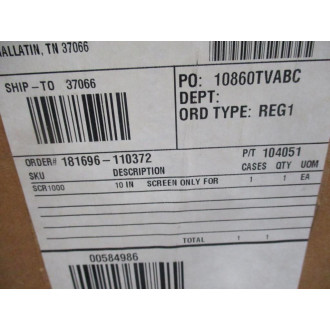 ALLATIN, TN 37066
SHIP-TO 37066
PO: 10860TVABC
DEPT:
ORD TYPE: REG1
ORDER# 181696-110372
P/T 104051
SKU DESCRIPTION CASES QTY UOM
SCR1000 10 IN SCREEN ONLY FOR 1 1 EA
TOTAL 1 1
00584986